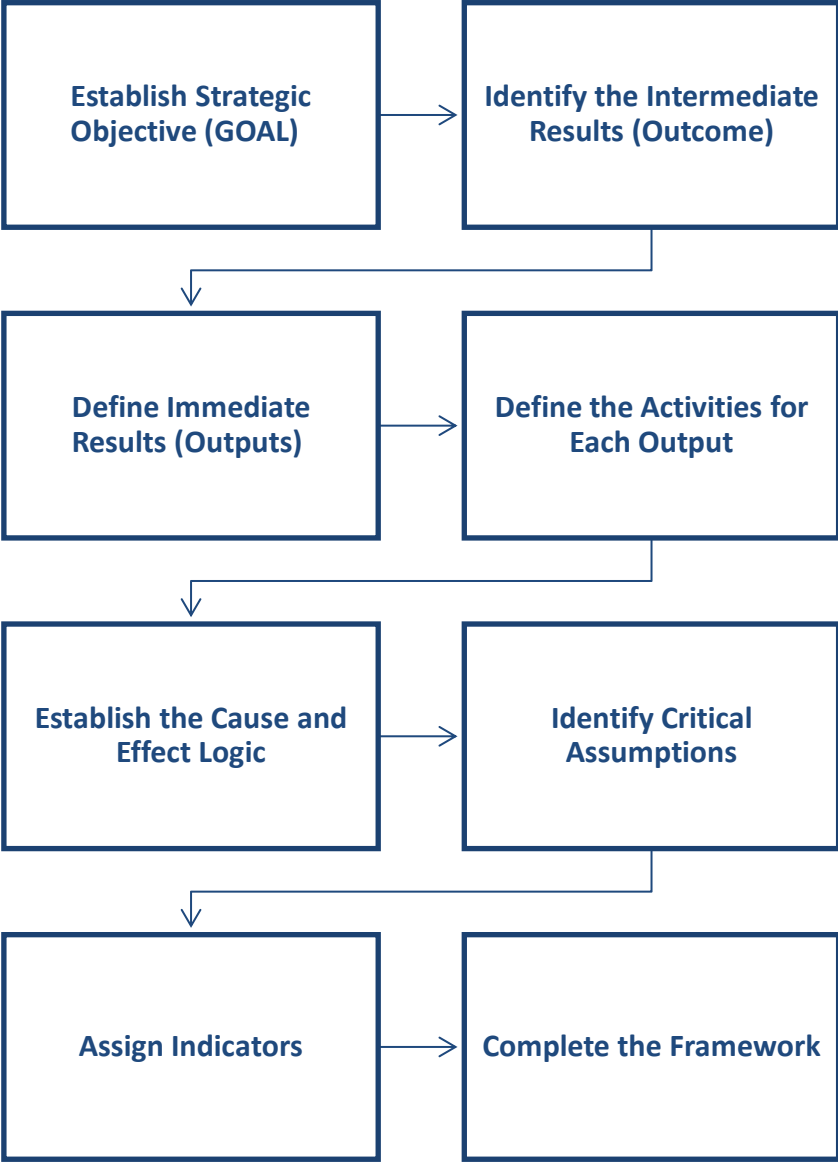 Establish Strategic
Objective (GOAL)
Identify the Intermediate
Results (Outcome)
Define Immediate
Results (Outputs)
Define the Activities for
Each Output
Establish the Cause and
Effect Logic
Identify Critical
Assumptions
Assign Indicators
Complete the Framework